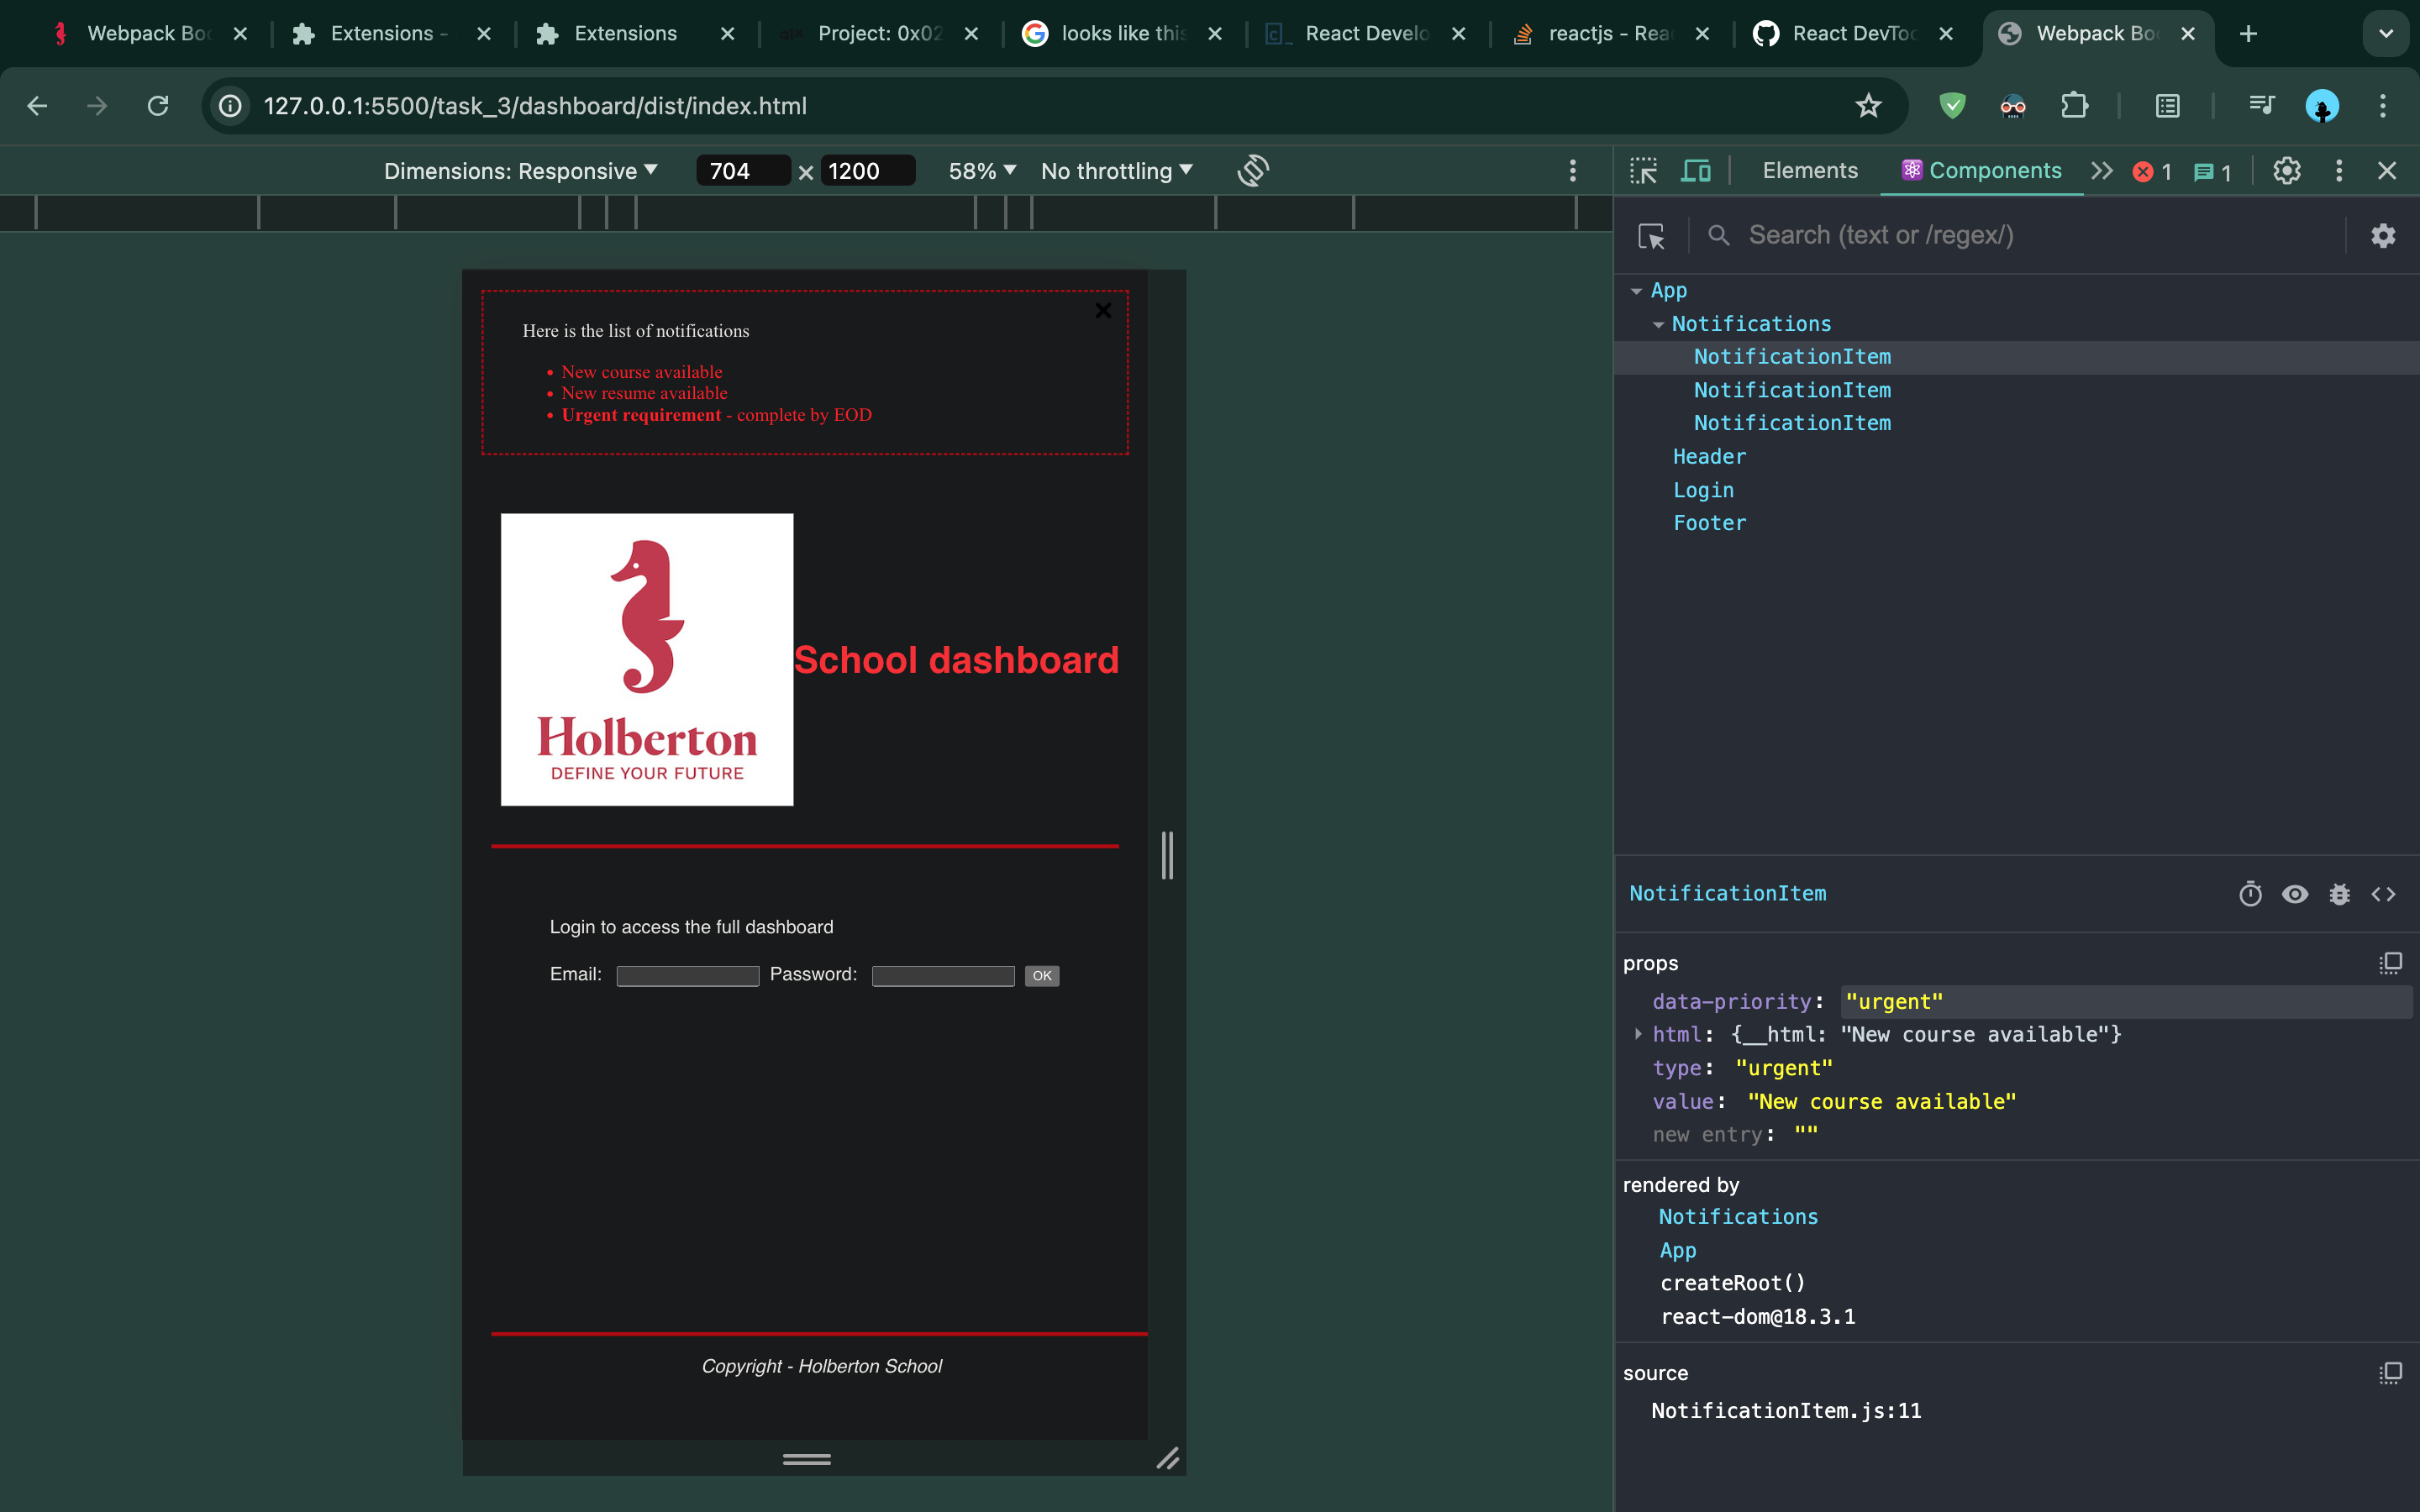 Webpack Bo
Extensions -
Extensions
Project: 0x02
looks like this
React Develo
reactjs - Rea
React DevToo
Webpack Bo
127.0.0.1:5500/task_3/dashboard/dist/index.html
Dimensions: Responsive 704 × 1200 58% No throttling
Elements Components 1 1
Search (text or /regex/)
App
Notifications
NotificationItem
NotificationItem
NotificationItem
Header
Login
Footer
Here is the list of notifications
New course available
New resume available
Urgent requirement - complete by EOD
Holberton
DEFINE YOUR FUTURE
School dashboard
Login to access the full dashboard
Email: Password: OK
Copyright - Holberton School
NotificationItem
props
data-priority: "urgent"
html: {__html: "New course available"}
type: "urgent"
value: "New course available"
new entry: ""
rendered by
Notifications
App
createRoot()
react-dom@18.3.1
source
NotificationItem.js:11